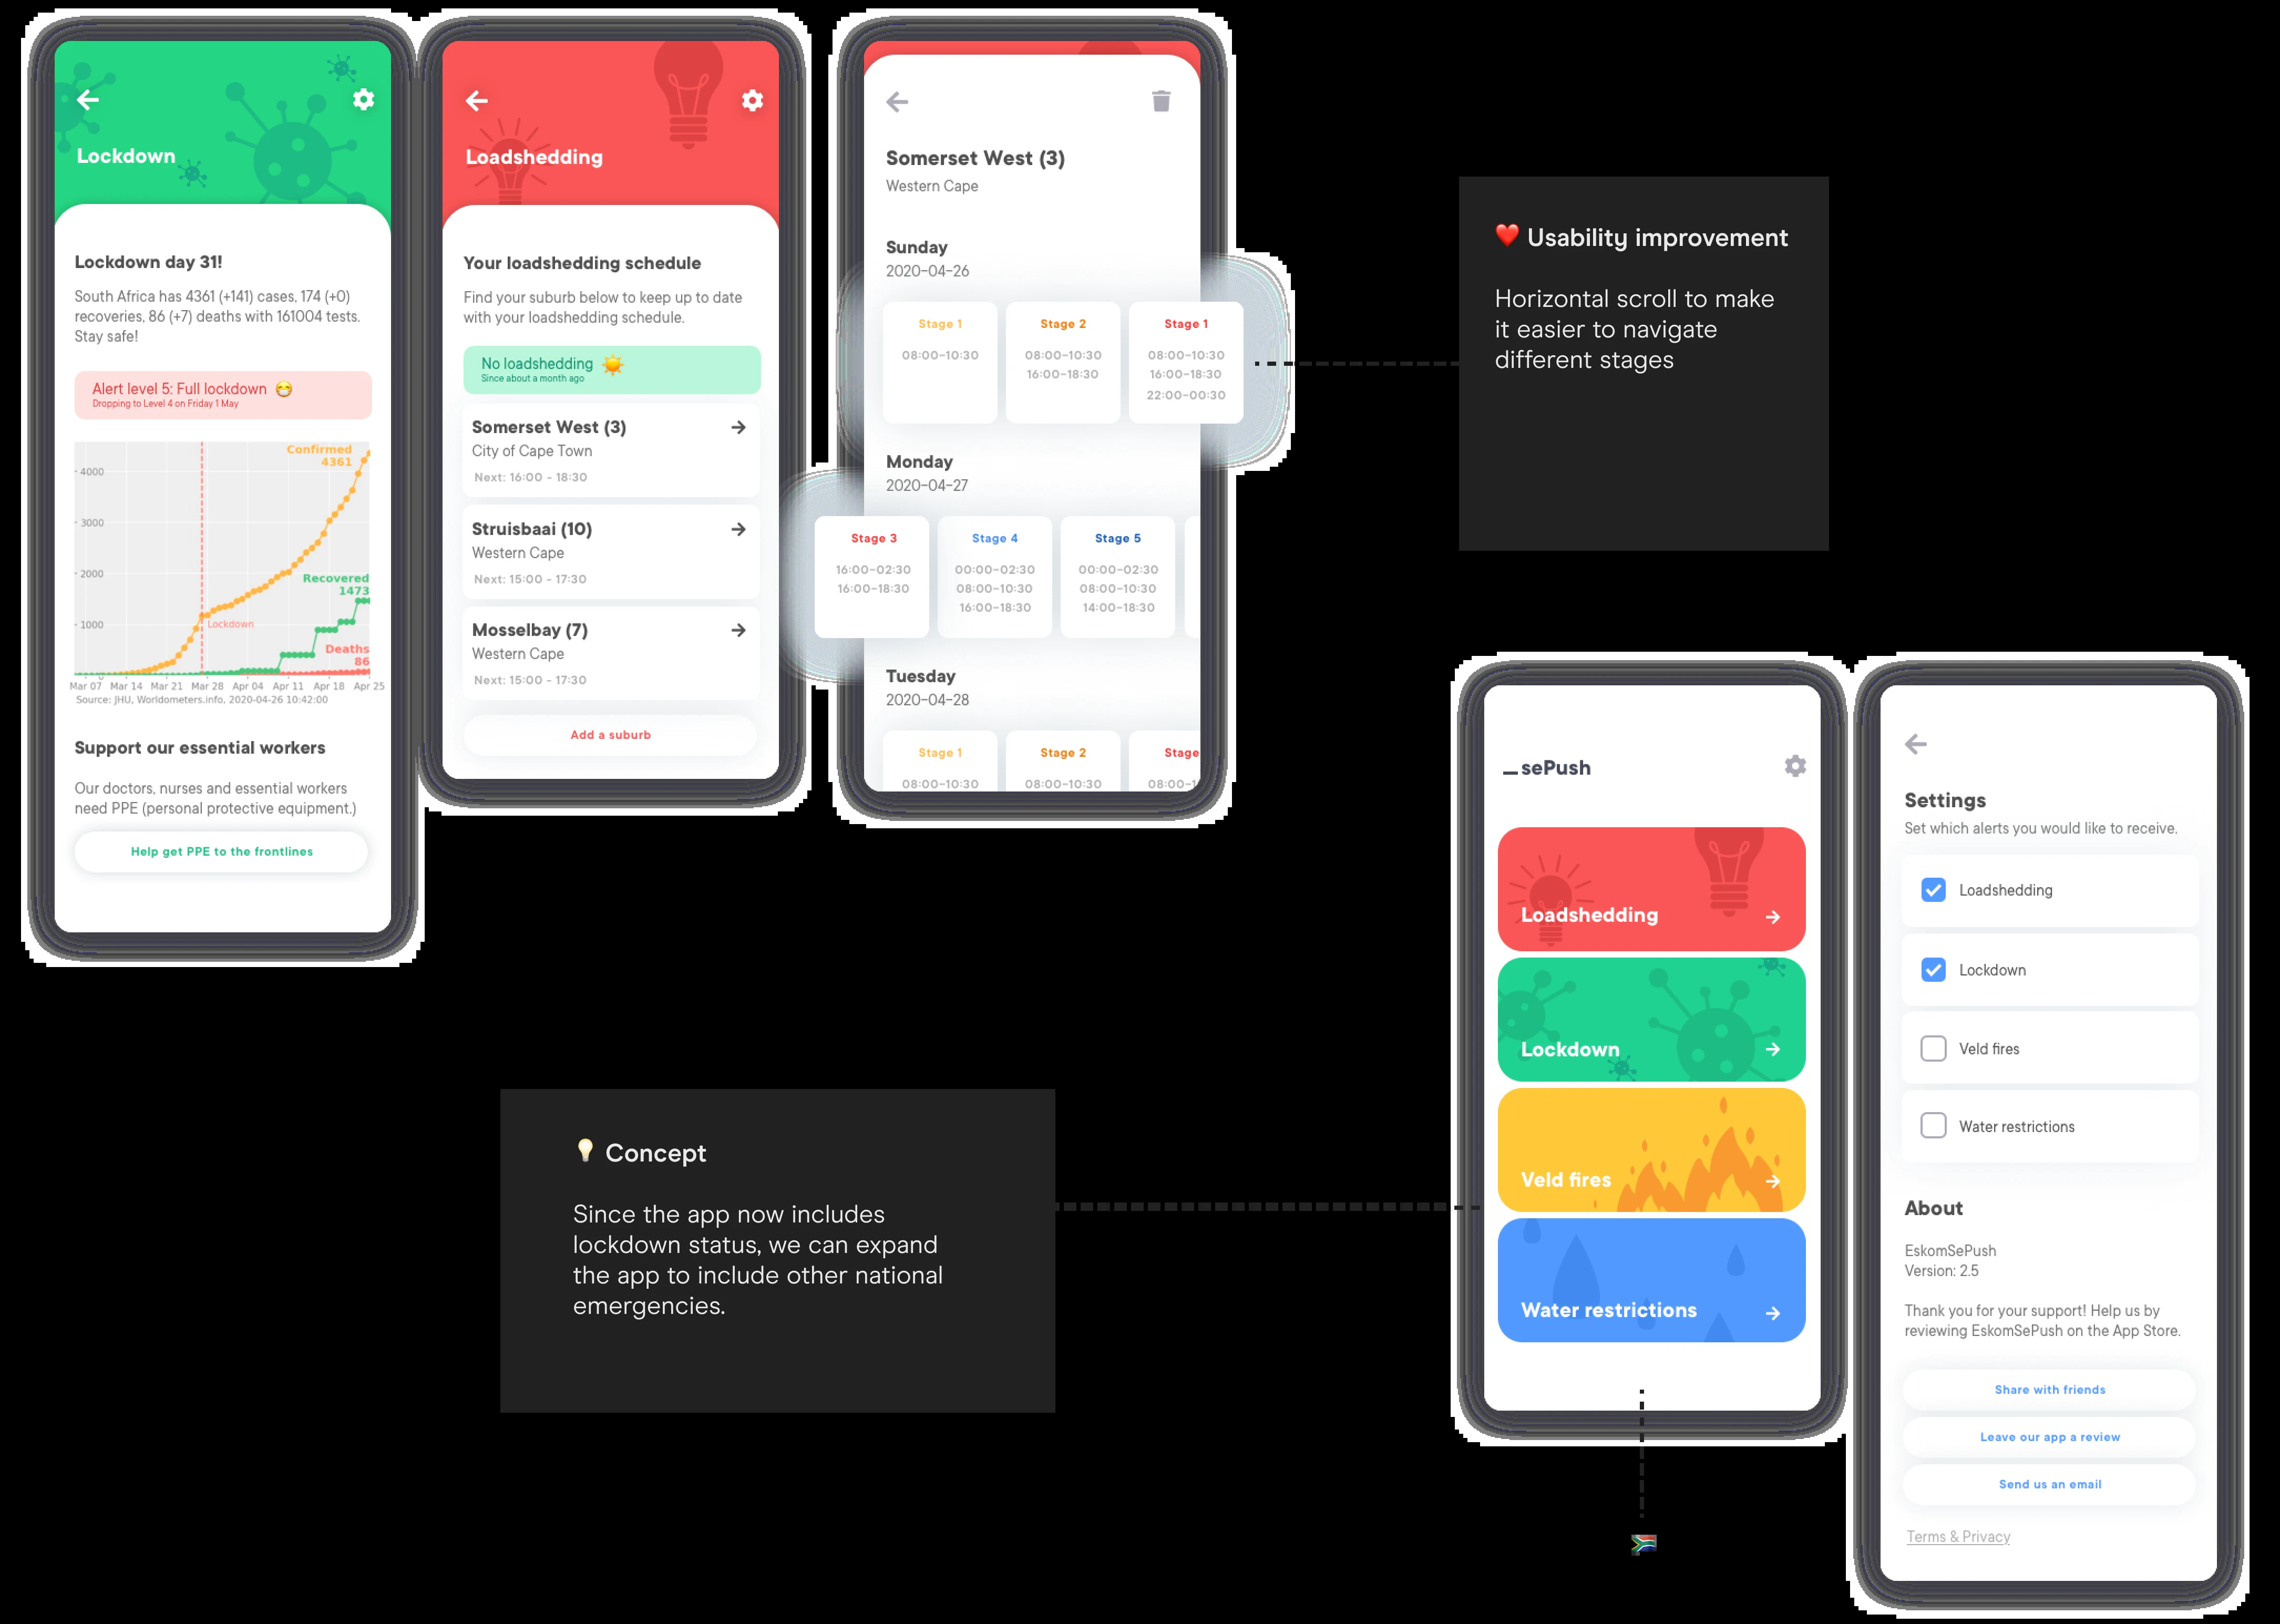 Lockdown
Lockdown day 31!
South Africa has 4361 (+141) cases, 174 (+0)
recoveries, 86 (+7) deaths with 161004 tests.
Stay safe!
Alert level 5: Full lockdown 😷
Dropping to Level 4 on Friday 1 May
Confirmed
4361
4000
3000
2000
Recovered
1473
1000
Lockdown
Deaths
86
0
Mar 07 Mar 14 Mar 21 Mar 28 Apr 04 Apr 11 Apr 18 Apr 25
Source: JHU, Worldometers.info, 2020-04-26 10:42:00
Support our essential workers
Our doctors, nurses and essential workers
need PPE (personal protective equipment.)
Help get PPE to the frontlines
Loadshedding
Your loadshedding schedule
Find your suburb below to keep up to date
with your loadshedding schedule.
No loadshedding ☀️
Since about a month ago
Somerset West (3)
City of Cape Town
Next: 16:00 - 18:30
Struisbaai (10)
Western Cape
Next: 15:00 - 17:30
Mosselbay (7)
Western Cape
Next: 15:00 - 17:30
Add a suburb
Somerset West (3)
Western Cape
Sunday
2020-04-26
Stage 1
08:00-10:30
Stage 2
08:00-10:30
16:00-18:30
Stage 1
08:00-10:30
16:00-18:30
22:00-00:30
Monday
2020-04-27
Stage 3
16:00-02:30
16:00-18:30
Stage 4
00:00-02:30
08:00-10:30
16:00-18:30
Stage 5
00:00-02:30
08:00-10:30
14:00-18:30
Tuesday
2020-04-28
Stage 1
08:00-10:30
Stage 2
08:00-10:30
Stage
08:00-1
❤️ Usability improvement
Horizontal scroll to make
it easier to navigate
different stages
💡 Concept
Since the app now includes
lockdown status, we can expand
the app to include other national
emergencies.
_sePush
Loadshedding
Lockdown
Veld fires
Water restrictions
🇿🇦
Settings
Set which alerts you would like to receive.
Loadshedding
Lockdown
Veld fires
Water restrictions
About
EskomSePush
Version: 2.5
Thank you for your support! Help us by
reviewing EskomSePush on the App Store.
Share with friends
Leave our app a review
Send us an email
Terms & Privacy